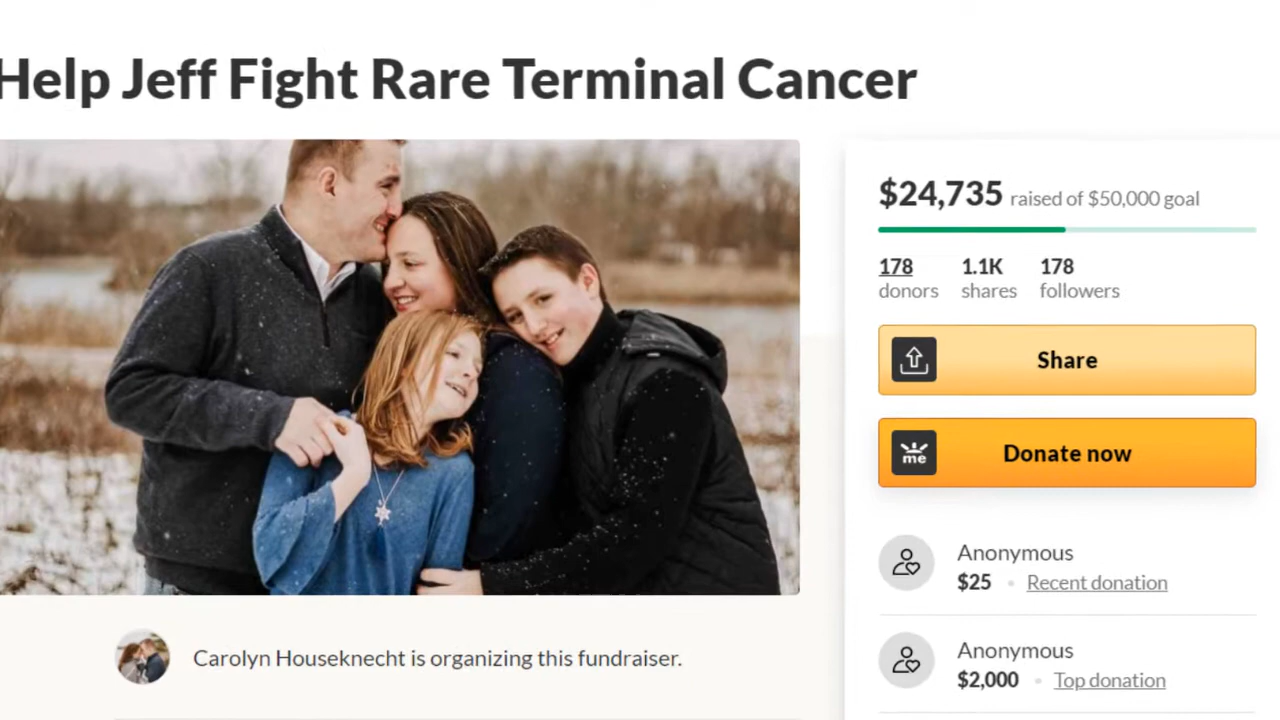 Help Jeff Fight Rare Terminal Cancer
$24,735 raised of $50,000 goal
178 1.1K 178
donors shares followers
Share
me Donate now
Anonymous
$25 • Recent donation
Anonymous
$2,000 • Top donation
Carolyn Houseknecht is organizing this fundraiser.